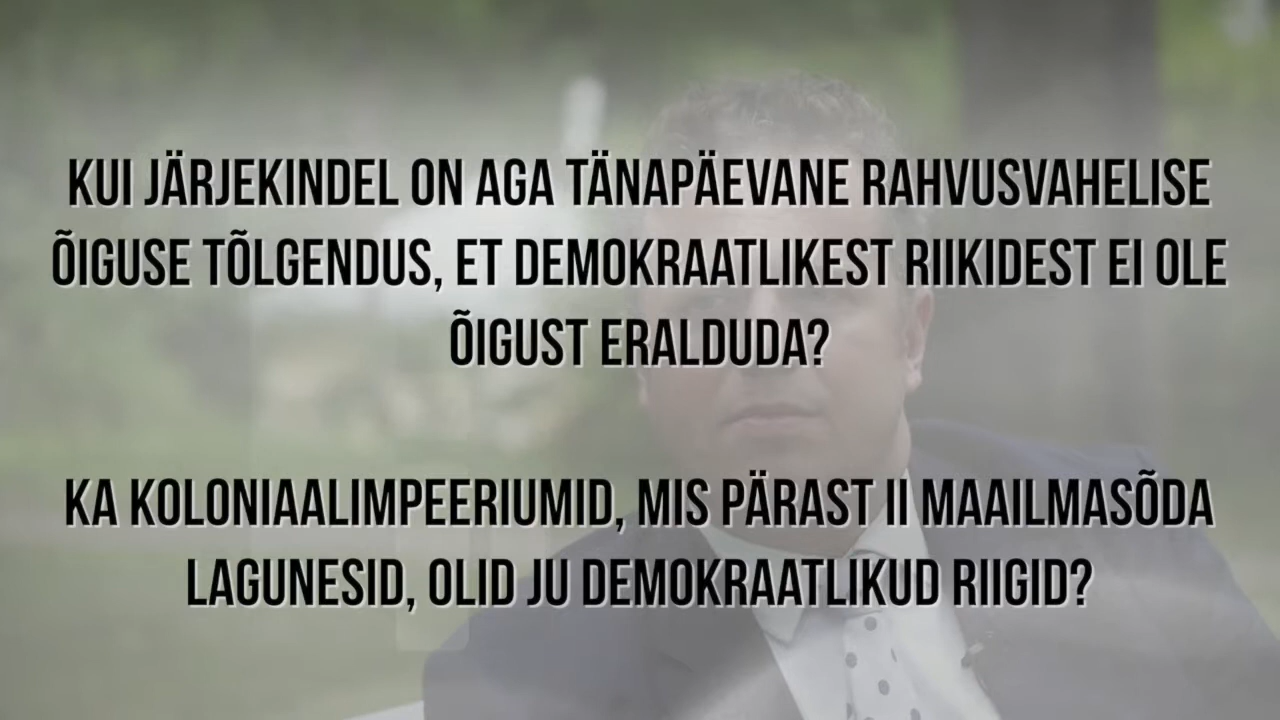 KUI JÄRJEKINDEL ON AGA TÄNAPÄEVANE RAHVUSVAHELISE
ÕIGUSE TÕLGENDUS, ET DEMOKRAATLIKEST RIIKIDEST EI OLE
ÕIGUST ERALDUDA?
KA KOLONIAALIMPEERIUMID, MIS PÄRAST II MAAILMASÕDA
LAGUNESID, OLID JU DEMOKRAATLIKUD RIIGID?